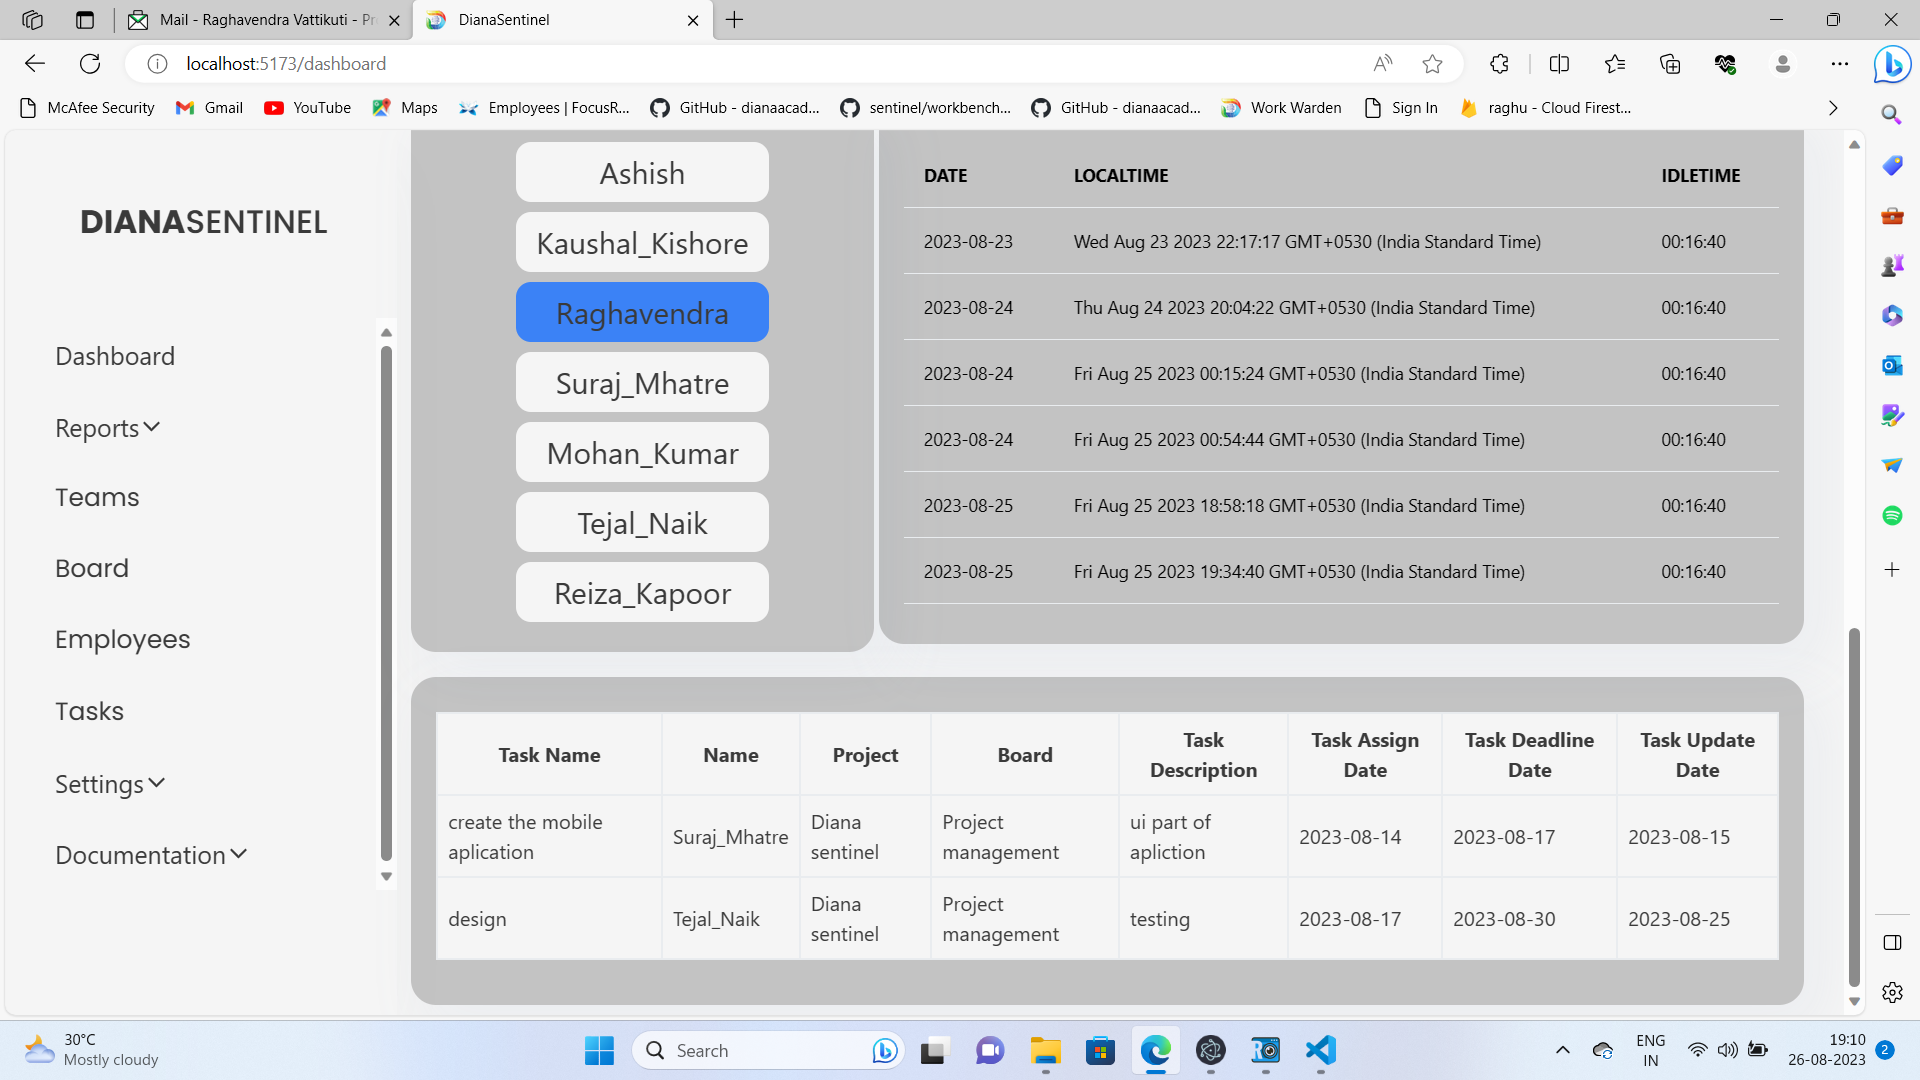 Mail - Raghavendra Vattikuti - Pr
DianaSentinel
localhost:5173/dashboard
McAfee Security
Gmail
YouTube
Maps
Employees | FocusR...
GitHub - dianaacad...
sentinel/workbench...
GitHub - dianaacad...
Work Warden
Sign In
raghu - Cloud Firest...
DIANASENTINEL
Dashboard
Reports
Teams
Board
Employees
Tasks
Settings
Documentation
Ashish
Kaushal_Kishore
Raghavendra
Suraj_Mhatre
Mohan_Kumar
Tejal_Naik
Reiza_Kapoor
DATE LOCALTIME IDLETIME
2023-08-23 Wed Aug 23 2023 22:17:17 GMT+0530 (India Standard Time) 00:16:40
2023-08-24 Thu Aug 24 2023 20:04:22 GMT+0530 (India Standard Time) 00:16:40
2023-08-24 Fri Aug 25 2023 00:15:24 GMT+0530 (India Standard Time) 00:16:40
2023-08-24 Fri Aug 25 2023 00:54:44 GMT+0530 (India Standard Time) 00:16:40
2023-08-25 Fri Aug 25 2023 18:58:18 GMT+0530 (India Standard Time) 00:16:40
2023-08-25 Fri Aug 25 2023 19:34:40 GMT+0530 (India Standard Time) 00:16:40
Task Name
Name
Project
Board
Task
Description
Task Assign
Date
Task Deadline
Date
Task Update
Date
create the mobile
aplication
Suraj_Mhatre
Diana
sentinel
Project
management
ui part of
apliction
2023-08-14
2023-08-17
2023-08-15
design
Tejal_Naik
Diana
sentinel
Project
management
testing
2023-08-17
2023-08-30
2023-08-25
30°C
Mostly cloudy
Search
ENG
IN
19:10
26-08-2023
2